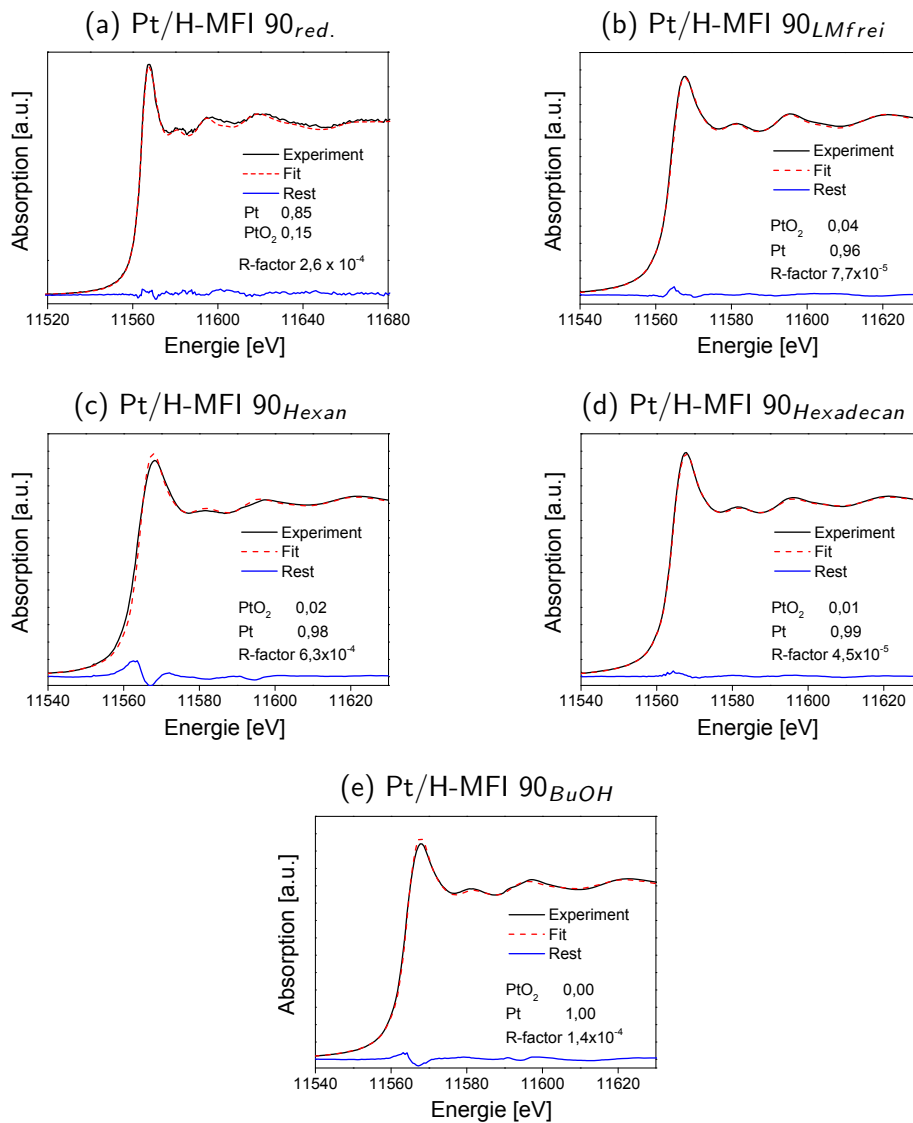 (a) Pt/H-MFI 90red.
Absorption [a.u.]
Experiment
Fit
Rest
Pt 0,85
PtO2 0,15
R-factor 2,6 x 10-4
11520 11560 11600 11640 11680
Energie [eV]
(b) Pt/H-MFI 90LMfrei
Absorption [a.u.]
Experiment
Fit
Rest
PtO2 0,04
Pt 0,96
R-factor 7,7x10-5
11540 11560 11580 11600 11620
Energie [eV]
(c) Pt/H-MFI 90Hexan
Absorption [a.u.]
Experiment
Fit
Rest
PtO2 0,02
Pt 0,98
R-factor 6,3x10-4
11540 11560 11580 11600 11620
Energie [eV]
(d) Pt/H-MFI 90Hexadecan
Absorption [a.u.]
Experiment
Fit
Rest
PtO2 0,01
Pt 0,99
R-factor 4,5x10-5
11540 11560 11580 11600 11620
Energie [eV]
(e) Pt/H-MFI 90BuOH
Absorption [a.u.]
Experiment
Fit
Rest
PtO2 0,00
Pt 1,00
R-factor 1,4x10-4
11540 11560 11580 11600 11620
Energie [eV]